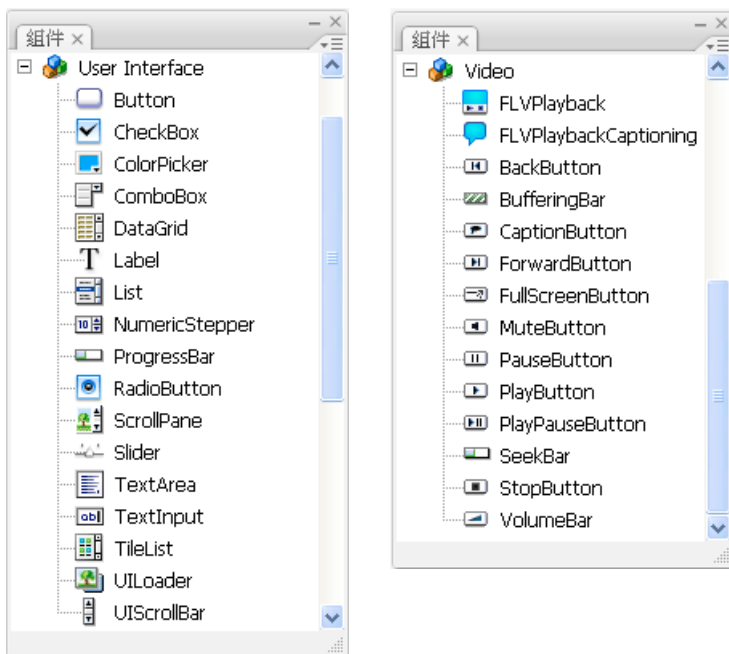 組件
User Interface
Button
CheckBox
ColorPicker
ComboBox
DataGrid
Label
List
NumericStepper
ProgressBar
RadioButton
ScrollPane
Slider
TextArea
TextInput
TileList
UILoader
UIScrollBar
組件
Video
FLVPlayback
FLVPlaybackCaptioning
BackButton
BufferingBar
CaptionButton
ForwardButton
FullScreenButton
MuteButton
PauseButton
PlayButton
PlayPauseButton
SeekBar
StopButton
VolumeBar